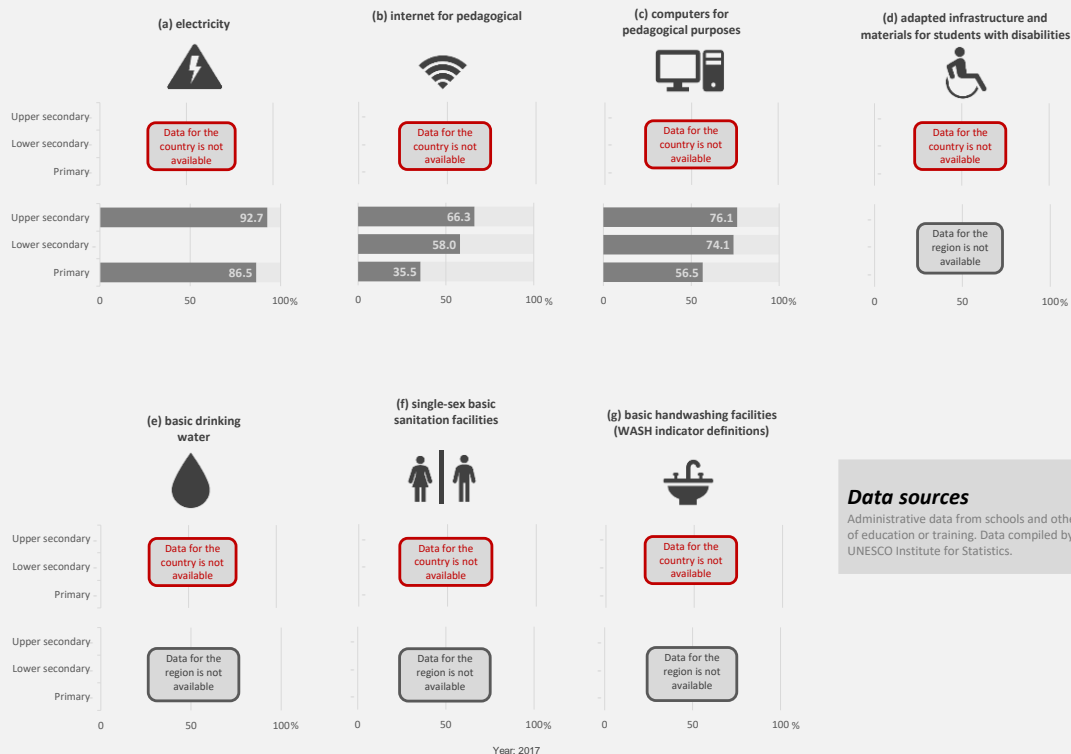 (a) electricity
(b) internet for pedagogical
(c) computers for
pedagogical purposes
(d) adapted infrastructure and
materials for students with disabilities
Upper secondary
Lower secondary
Primary
Data for the
country is not
available
Data for the
country is not
available
Data for the
country is not
available
Data for the
country is not
available
Upper secondary
Lower secondary
Primary
92.7
86.5
0 50 100%
66.3
58.0
35.5
0 50 100 %
76.1
74.1
56.5
0 50 100 %
Data for the
region is not
available
0 50 100 %
(e) basic drinking
water
(f) single-sex basic
sanitation facilities
(g) basic handwashing facilities
(WASH indicator definitions)
Upper secondary
Lower secondary
Primary
Data for the
country is not
available
Data for the
country is not
available
Data for the
country is not
available
Data sources
Administrative data from schools and othe
of education or training. Data compiled by
UNESCO Institute for Statistics.
Upper secondary
Lower secondary
Primary
Data for the
region is not
available
Data for the
region is not
available
Data for the
region is not
available
0 50 100%
0 50 100 %
0 50 100 %
Year: 2017